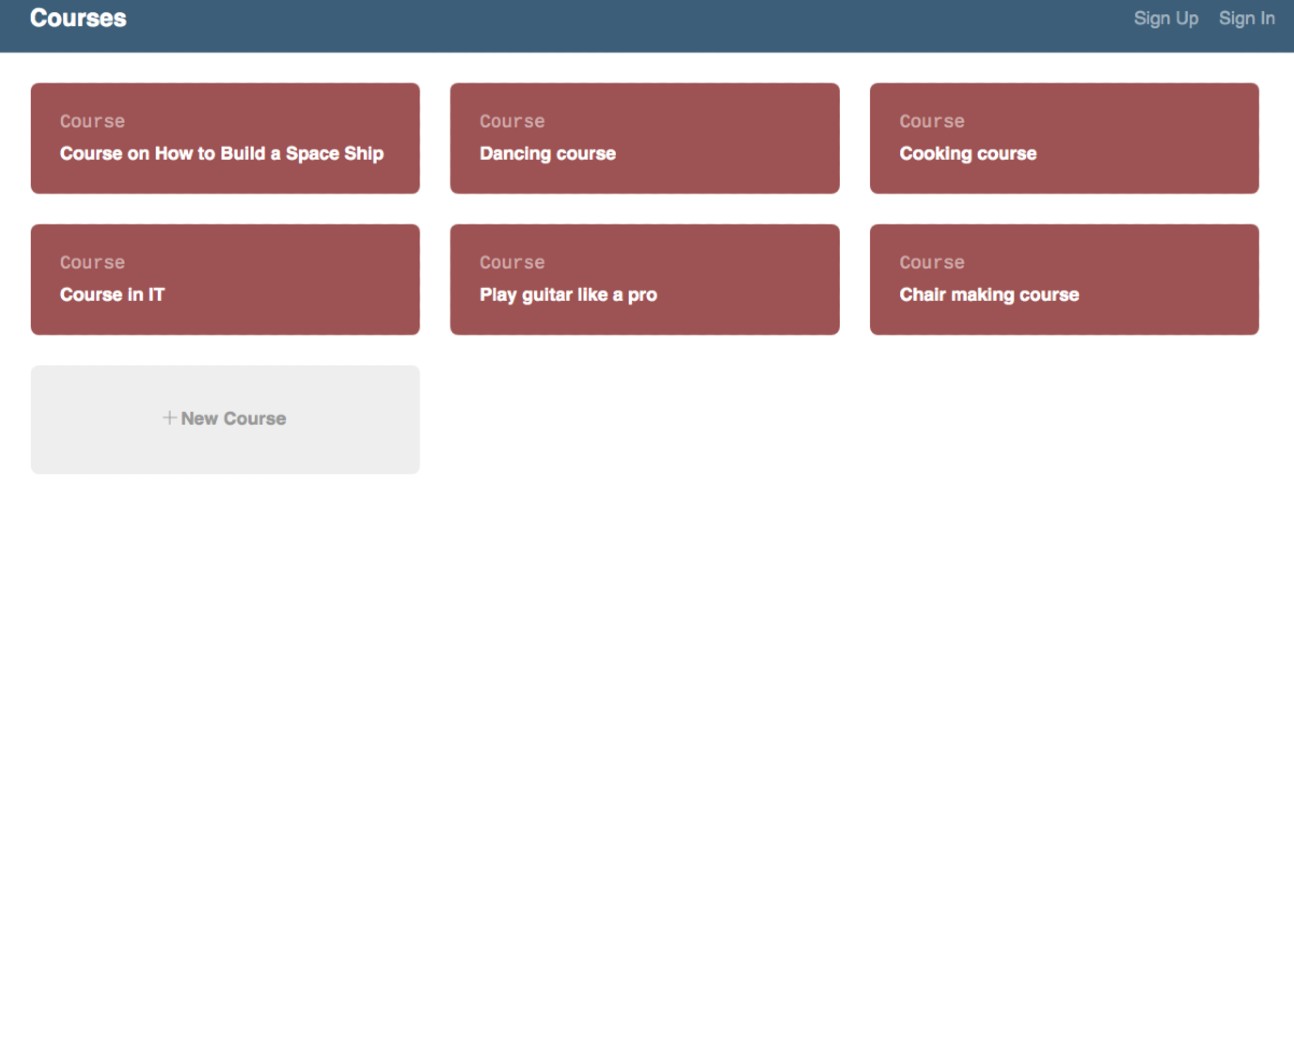 Courses
Sign Up Sign In
Course
Course on How to Build a Space Ship
Course
Dancing course
Course
Cooking course
Course
Course in IT
Course
Play guitar like a pro
Course
Chair making course
+ New Course